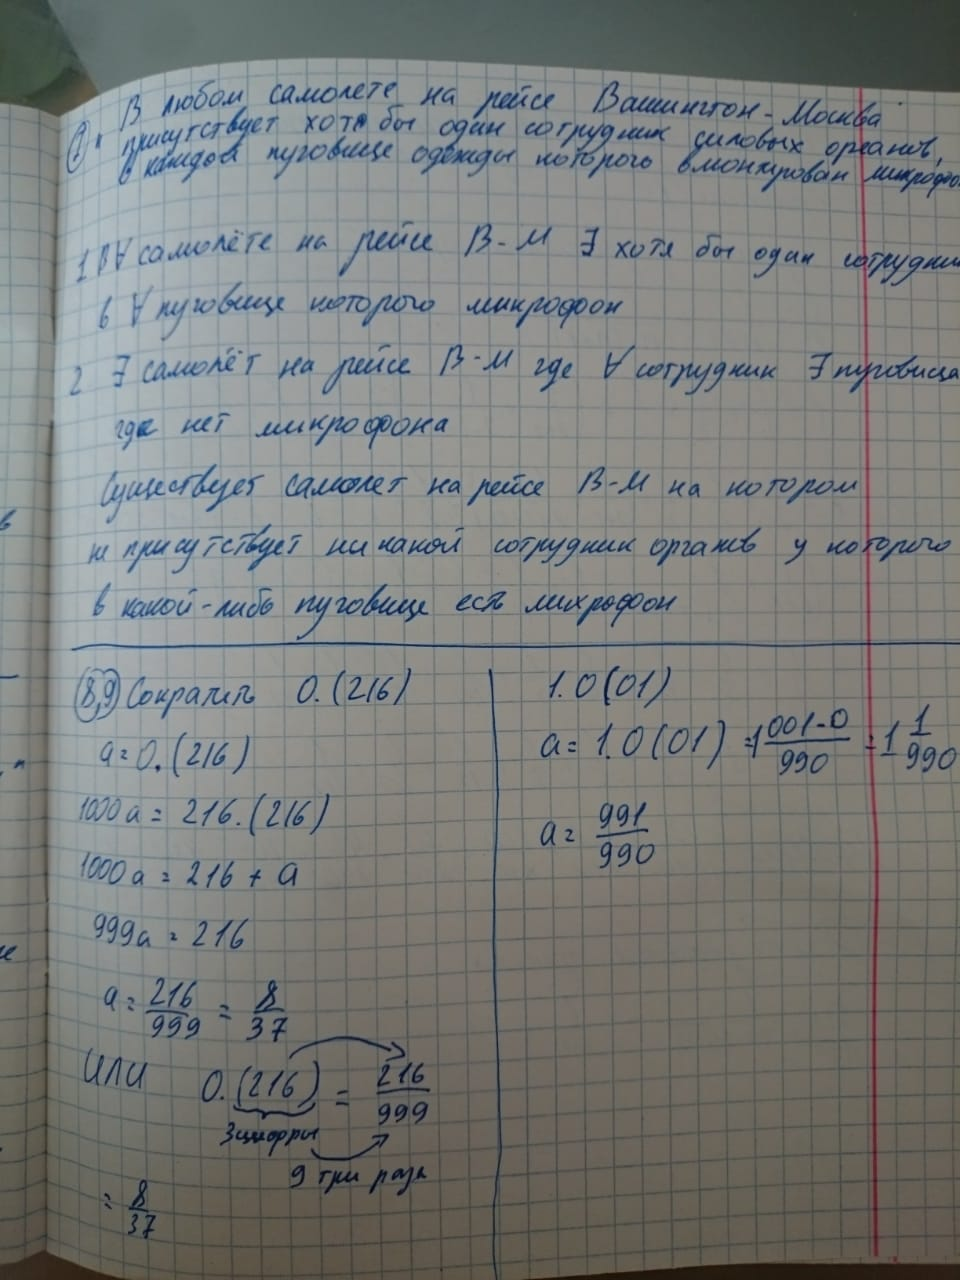 В любом самолете на рейсе Вашингтон-Москва
7 " присутствует хотя бы один сотрудник силовых органов,
в каждой пуговице одежды которого вмонтирован микрофон
1 В ∀ самолёте на рейсе В-М ∃ хотя бы один сотрудник
в ∀ пуговице которого микрофон
2 ∃ самолёт на рейсе В-М где ∀ сотрудник ∃ пуговица
где нет микрофона
Существует самолет на рейсе В-М на котором
не присутствует никакой сотрудник органов у которого
в какой-либо пуговице есть микрофон
8,9 Сократить 0.(216)
a = 0.(216)
1000a = 216.(216)
1000a = 216 + a
999a = 216
a = 216/999 = 8/37
или 0.(216) = 216/999
3 цифры
9 три раза
= 8/37
1.0(01)
a = 1.0(01) = 1 001-0/990 = 1 1/990
a = 991/990